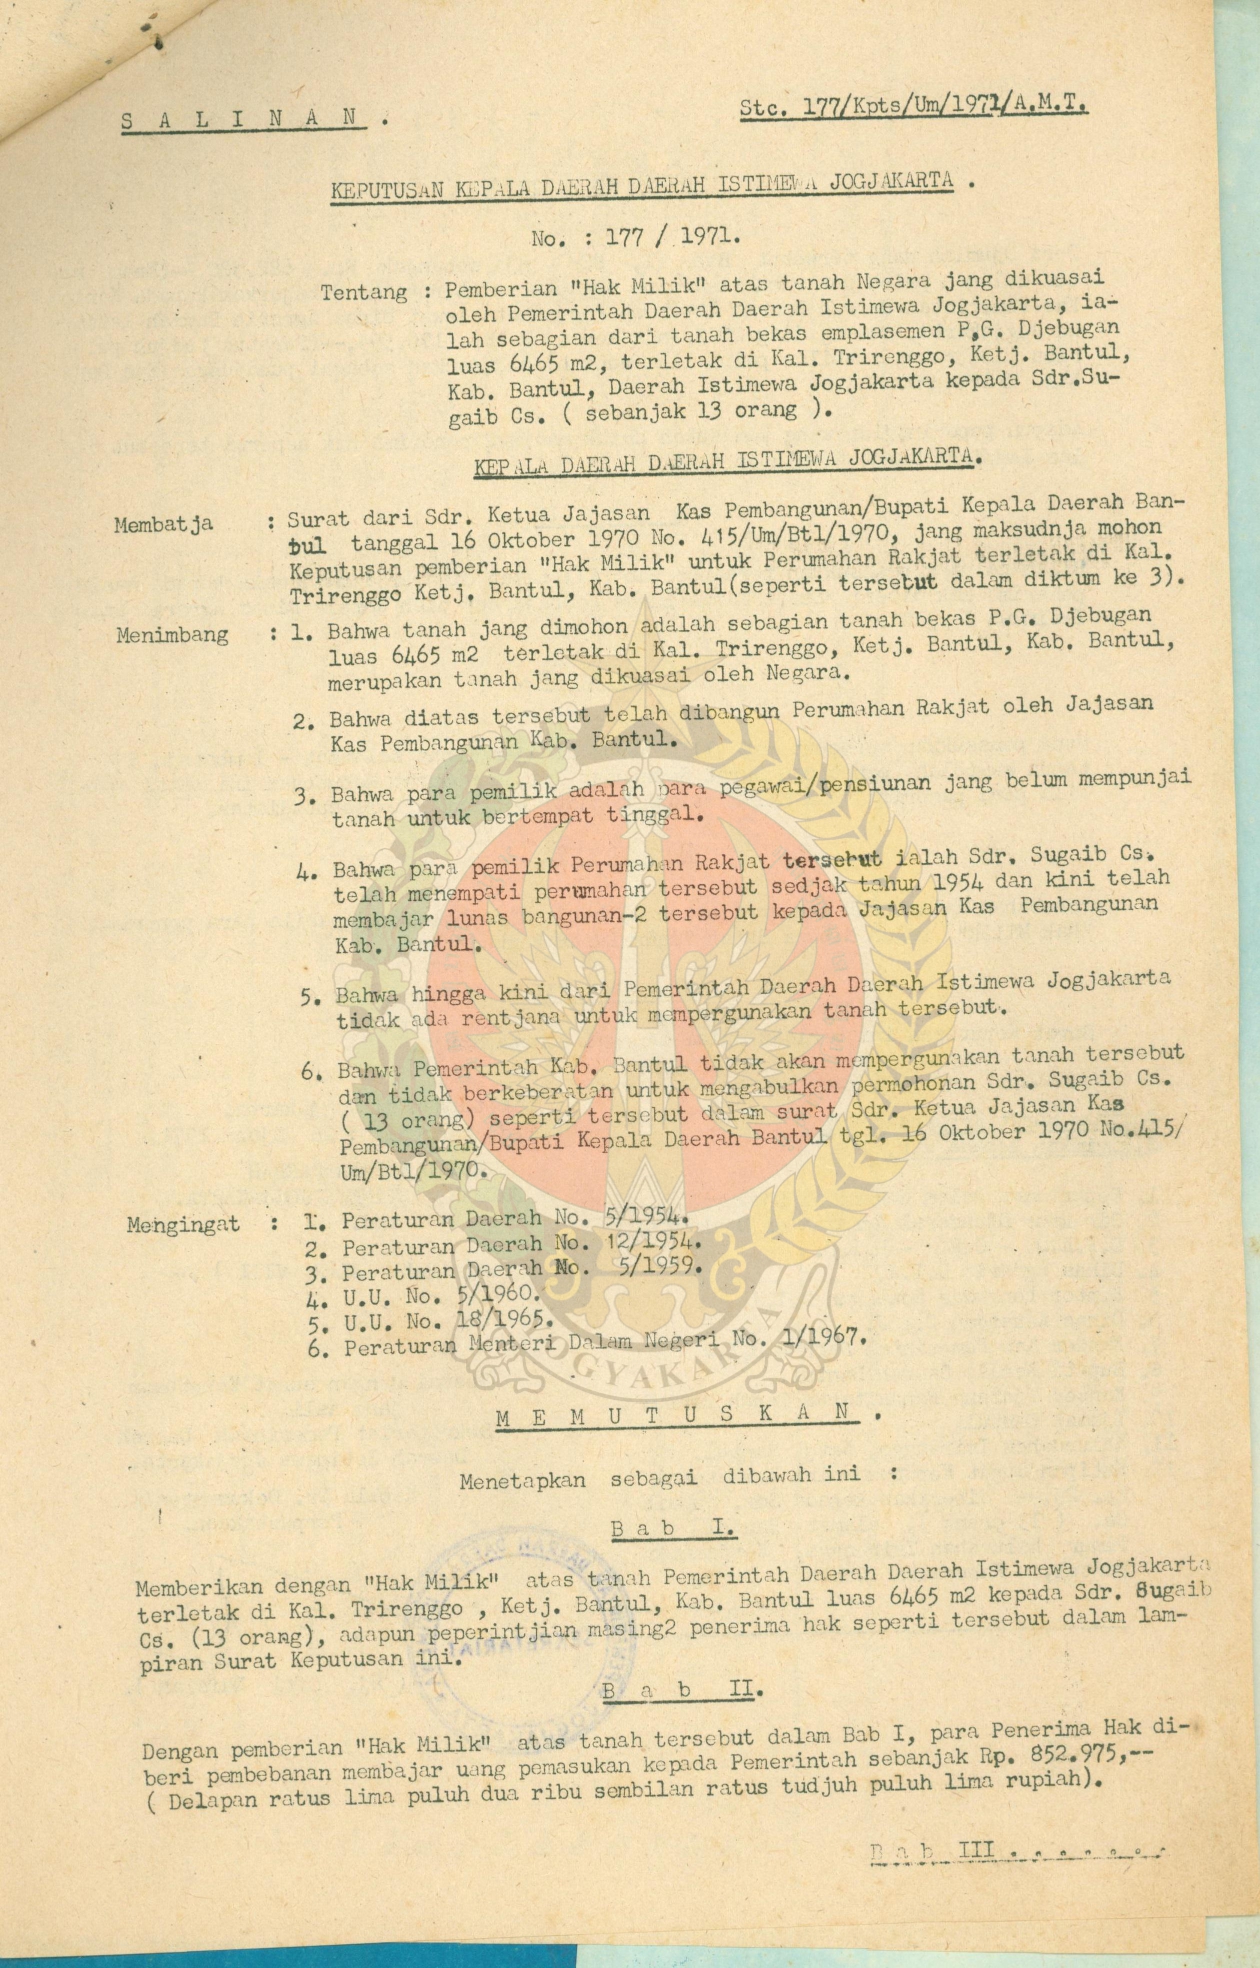 S A L I N A N .
Stc. 177/Kpts/Um/1971/A.M.T.
KEPUTUSAN KEPALA DAERAH DAERAH ISTIMEWA JOGJAKARTA .
No. : 177 / 1971.
Tentang : Pemberian "Hak Milik" atas tanah Negara jang dikuasai
oleh Pemerintah Daerah Daerah Istimewa Jogjakarta, ia-
lah sebagian dari tanah bekas emplasemen P.G. Djebugan
luas 6465 m2, terletak di Kal. Trirenggo, Ketj. Bantul,
Kab. Bantul, Daerah Istimewa Jogjakarta kepada Sdr.Su-
gaib Cs. ( sebanjak 13 orang ).
KEPALA DAERAH DAERAH ISTIMEWA JOGJAKARTA.
Membatja : Surat dari Sdr. Ketua Jajasan Kas Pembangunan/Bupati Kepala Daerah Ban-
tul tanggal 16 Oktober 1970 No. 415/Um/Btl/1970, jang maksudnja mohon
Keputusan pemberian "Hak Milik" untuk Perumahan Rakjat terletak di Kal.
Trirenggo Ketj. Bantul, Kab. Bantul(seperti tersebut dalam diktum ke 3).
Menimbang : 1. Bahwa tanah jang dimohon adalah sebagian tanah bekas P.G. Djebugan
luas 6465 m2 terletak di Kal. Trirenggo, Ketj. Bantul, Kab. Bantul,
merupakan tanah jang dikuasai oleh Negara.
2. Bahwa diatas tersebut telah dibangun Perumahan Rakjat oleh Jajasan
Kas Pembangunan Kab. Bantul.
3. Bahwa para pemilik adalah para pegawai/pensiunan jang belum mempunjai
tanah untuk bertempat tinggal.
4. Bahwa para pemilik Perumahan Rakjat tersebut ialah Sdr. Sugaib Cs.
telah menempati perumahan tersebut sedjak tahun 1954 dan kini telah
membajar lunas bangunan-2 tersebut kepada Jajasan Kas Pembangunan
Kab. Bantul.
5. Bahwa hingga kini dari Pemerintah Daerah Daerah Istimewa Jogjakarta
tidak ada rentjana untuk mempergunakan tanah tersebut.
6. Bahwa Pemerintah Kab. Bantul tidak akan mempergunakan tanah tersebut
dan tidak berkeberatan untuk mengabulkan permohonan Sdr. Sugaib Cs.
( 13 orang) seperti tersebut dalam surat Sdr. Ketua Jajasan Kas
Pembangunan/Bupati Kepala Daerah Bantul tgl. 16 Oktober 1970 No.415/
Um/Btl/1970.
Mengingat : 1. Peraturan Daerah No. 5/1954.
2. Peraturan Daerah No. 12/1954.
3. Peraturan Daerah No. 5/1959.
4. U.U. No. 5/1960.
5. U.U. No. 18/1965.
6. Peraturan Menteri Dalam Negeri No. 1/1967.
YOGYAKARTA
M E M U T U S K A N .
Menetapkan sebagai dibawah ini :
B a b I.
Memberikan dengan "Hak Milik" atas tanah Pemerintah Daerah Daerah Istimewa Jogjakarta
terletak di Kal. Trirenggo , Ketj. Bantul, Kab. Bantul luas 6465 m2 kepada Sdr. Sugaib
Cs. (13 orang), adapun peperintjian masing2 penerima hak seperti tersebut dalam lam-
piran Surat Keputusan ini.
B a b II.
Dengan pemberian "Hak Milik" atas tanah tersebut dalam Bab I, para Penerima Hak di-
beri pembebanan membajar uang pemasukan kepada Pemerintah sebanjak Rp. 852.975,--
( Delapan ratus lima puluh dua ribu sembilan ratus tudjuh puluh lima rupiah).
B a b III . . . . . . . .